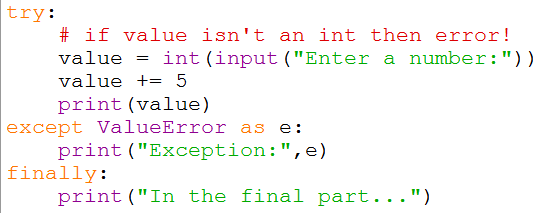 try:
    # if value isn't an int then error!
    value = int(input("Enter a number:"))
    value += 5
    print(value)
except ValueError as e:
    print("Exception:",e)
finally:
    print("In the final part...")